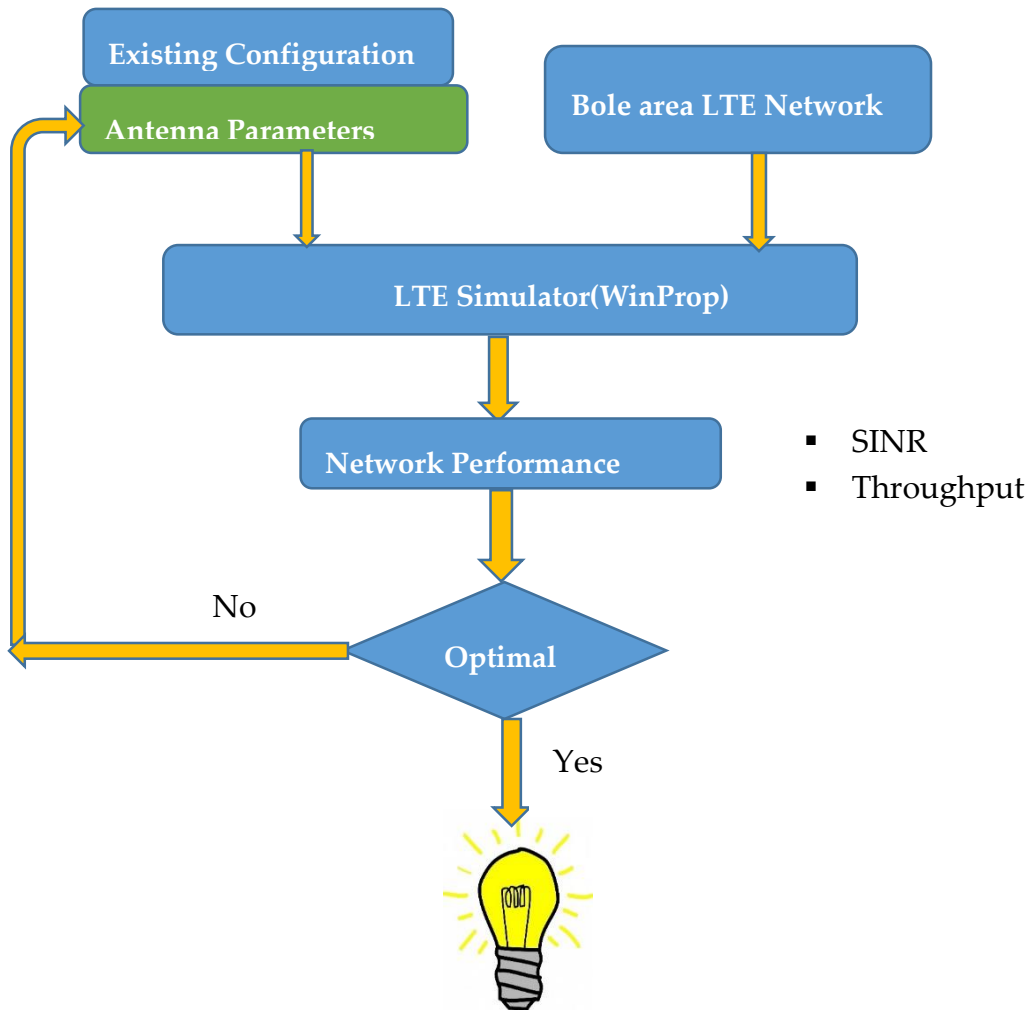 Existing Configuration
Bole area LTE Network
Antenna Parameters
LTE Simulator(WinProp)
Network Performance
▪ SINR
▪ Throughput
No
Optimal
Yes